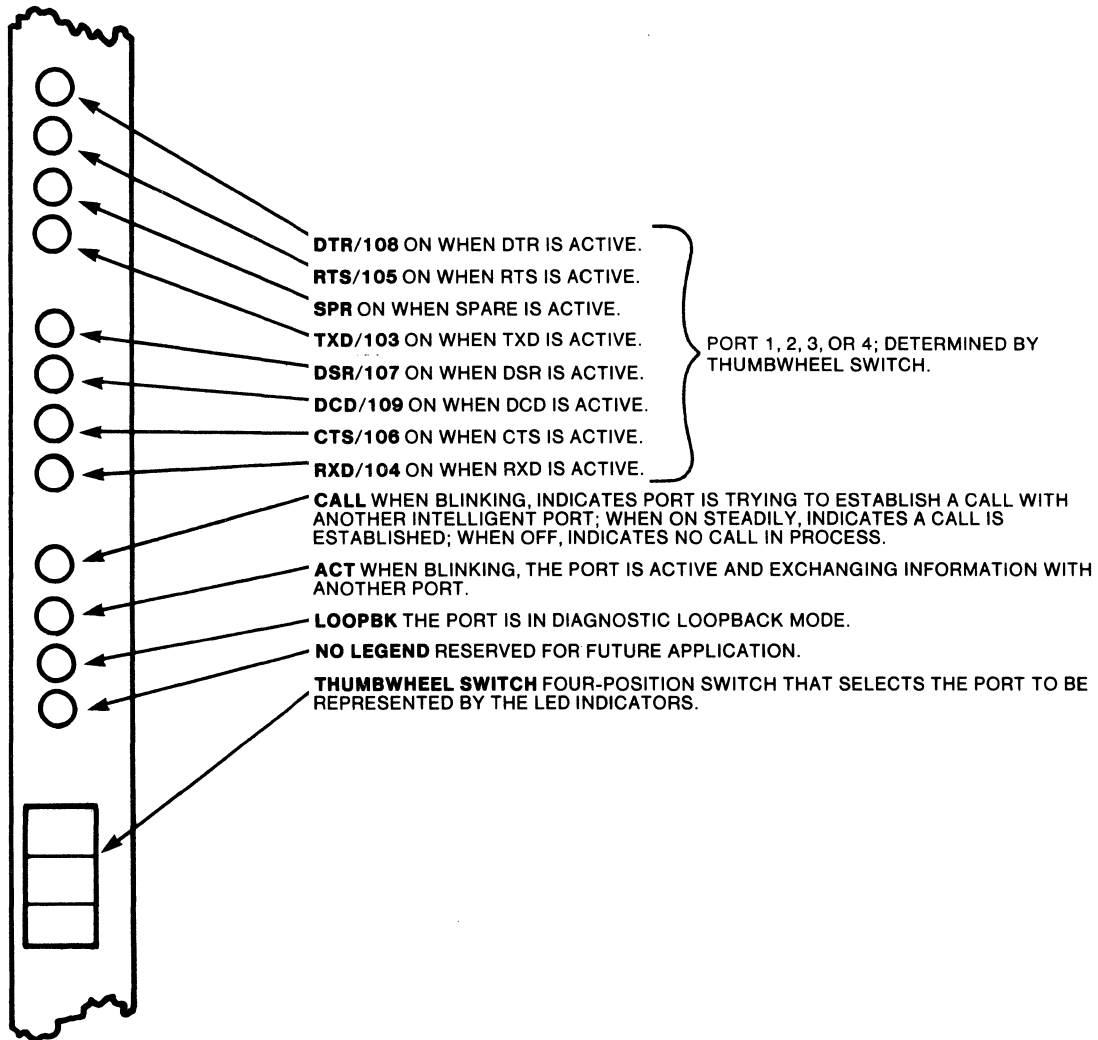 DTR/108 ON WHEN DTR IS ACTIVE.
RTS/105 ON WHEN RTS IS ACTIVE.
SPR ON WHEN SPARE IS ACTIVE.
TXD/103 ON WHEN TXD IS ACTIVE.
DSR/107 ON WHEN DSR IS ACTIVE.
DCD/109 ON WHEN DCD IS ACTIVE.
CTS/106 ON WHEN CTS IS ACTIVE.
RXD/104 ON WHEN RXD IS ACTIVE.
PORT 1, 2, 3, OR 4; DETERMINED BY
THUMBWHEEL SWITCH.
CALL WHEN BLINKING, INDICATES PORT IS TRYING TO ESTABLISH A CALL WITH
ANOTHER INTELLIGENT PORT; WHEN ON STEADILY, INDICATES A CALL IS
ESTABLISHED; WHEN OFF, INDICATES NO CALL IN PROCESS.
ACT WHEN BLINKING, THE PORT IS ACTIVE AND EXCHANGING INFORMATION WITH
ANOTHER PORT.
LOOPBK THE PORT IS IN DIAGNOSTIC LOOPBACK MODE.
NO LEGEND RESERVED FOR FUTURE APPLICATION.
THUMBWHEEL SWITCH FOUR-POSITION SWITCH THAT SELECTS THE PORT TO BE
REPRESENTED BY THE LED INDICATORS.